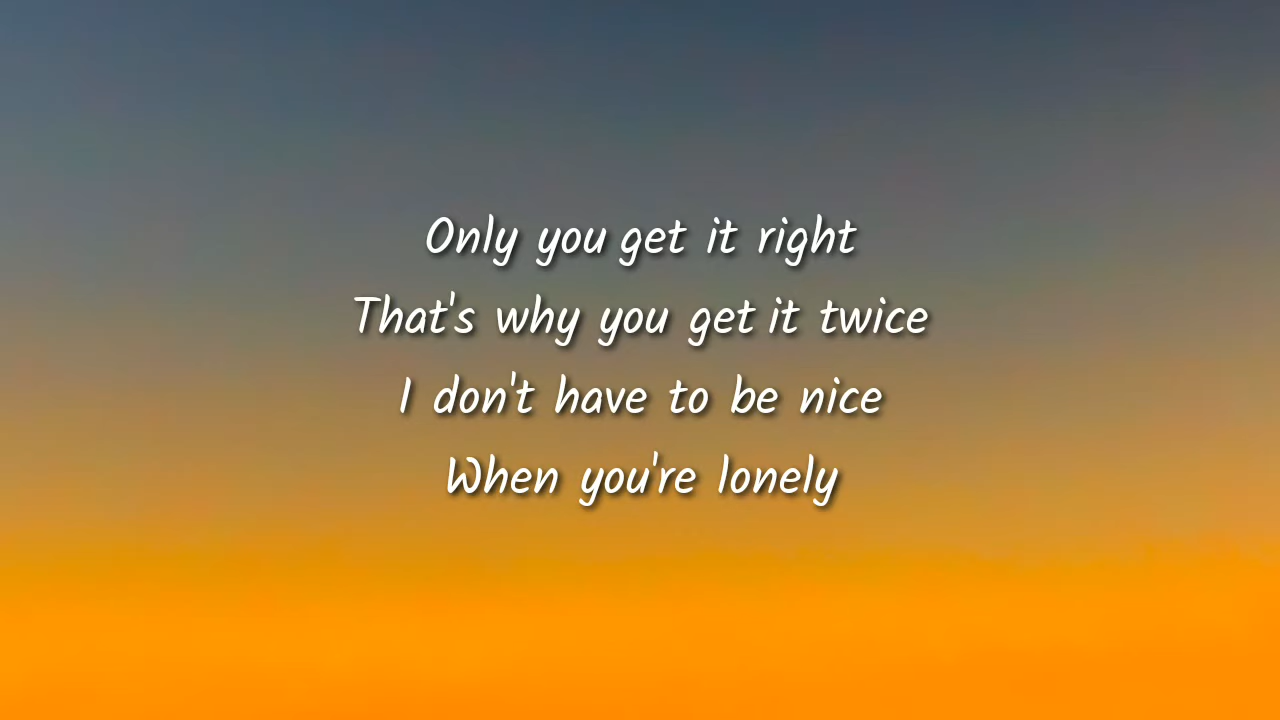 Only you get it right
That's why you get it twice
I don't have to be nice
When you're lonely